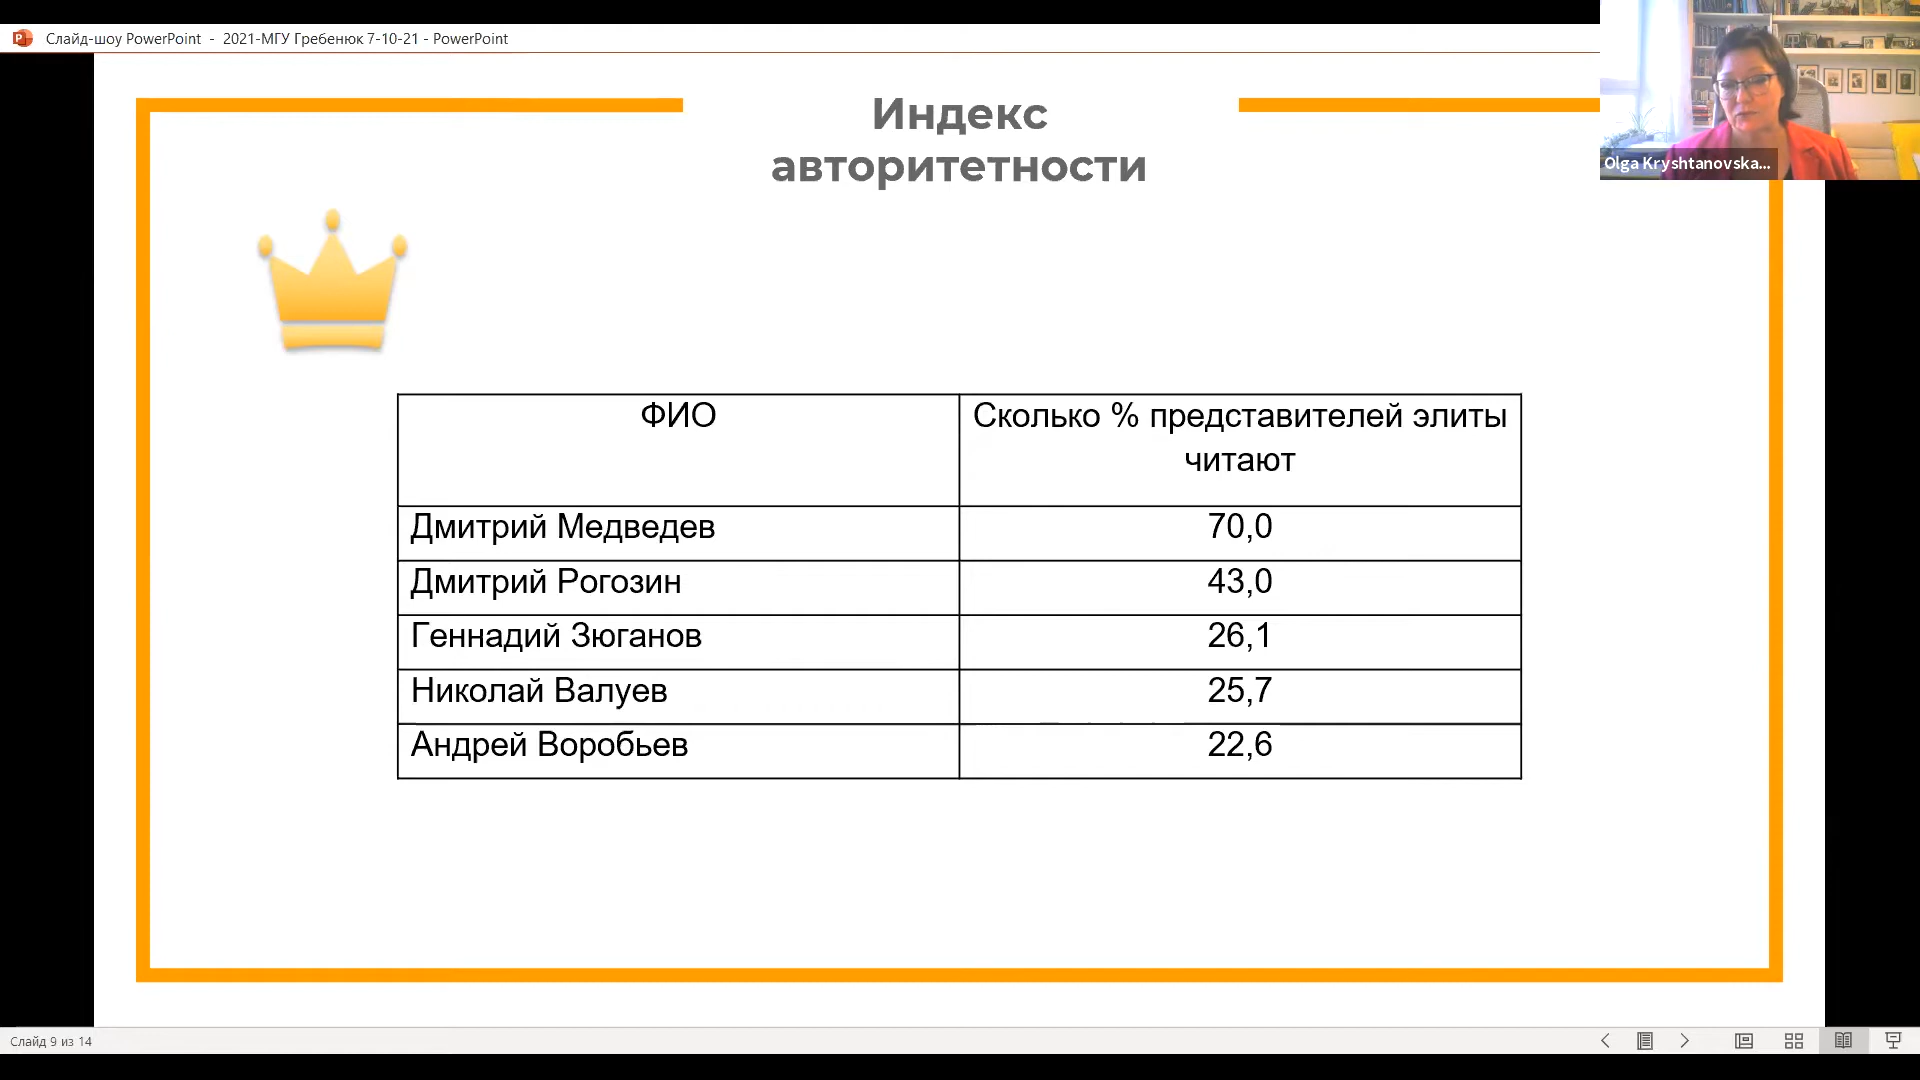 Слайд-шоу PowerPoint - 2021-МГУ Гребенюк 7-10-21 - PowerPoint
Olga Kryshtanovska...
Индекс
авторитетности
ФИО
Сколько % представителей элиты
читают
Дмитрий Медведев 70,0
Дмитрий Рогозин 43,0
Геннадий Зюганов 26,1
Николай Валуев 25,7
Андрей Воробьев 22,6
Слайд 9 из 14